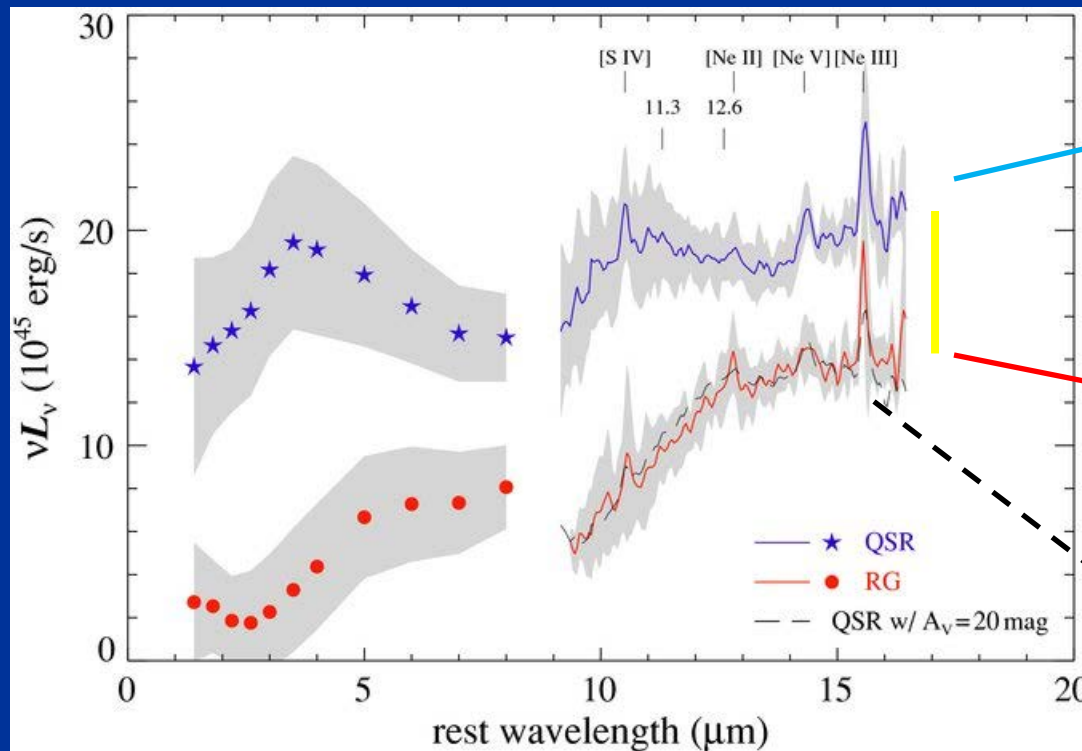 30
20
10
0
νLν (10⁴⁵ erg/s)
[S IV] [Ne II] [Ne V] [Ne III]
11.3 12.6
QSR
RG
QSR w/ AV=20 mag
0 5 10 15 20
rest wavelength (μm)